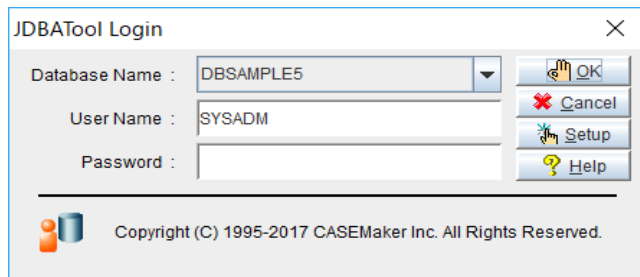 JDBATool Login
Database Name : DBSAMPLE5
OK
User Name : SYSADM
Cancel
Setup
Password :
Help
Copyright (C) 1995-2017 CASEMaker Inc. All Rights Reserved.